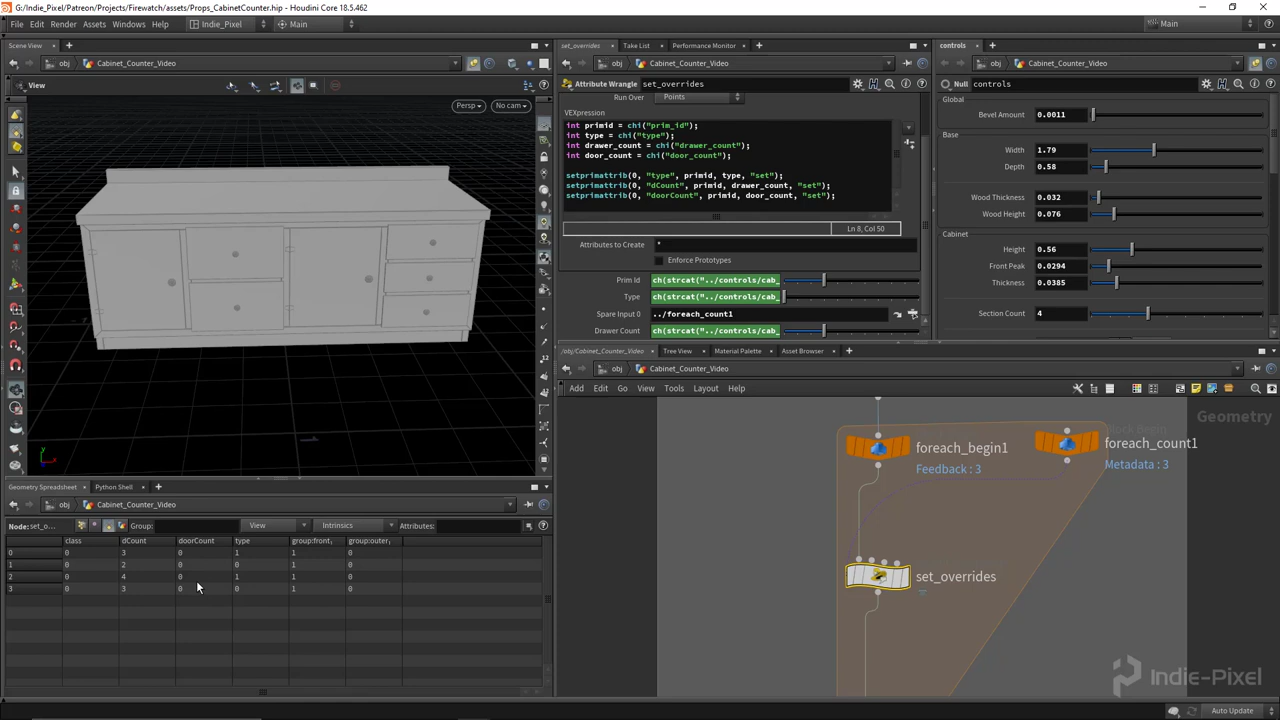 G:/Indie_Pixel/Patreon/Projects/Firewatch/assets/Props_CabinetCounter.hip - Houdini Core 18.5.462
File Edit Render Assets Windows Help Indie_Pixel Main Main
Scene View
obj Cabinet_Counter_Video
View
Persp No cam
set_overrides Take List Performance Monitor
obj Cabinet_Counter_Video
Attribute Wrangle set_overrides
Run Over Points
VEXpression
int primid = chi("prim_id");
int type = chi("type");
int drawer_count = chi("drawer_count");
int door_count = chi("door_count");
setprimattrib(0, "type", primid, type, "set");
setprimattrib(0, "dCount", primid, drawer_count, "set");
setprimattrib(0, "doorCount", primid, door_count, "set");
Ln 8, Col 50
Attributes to Create *
Enforce Prototypes
Prim Id ch(strcat("../controls/cab_
Type ch(strcat("../controls/cab_
Spare Input 0 ../foreach_count1
Drawer Count ch(strcat("../controls/cab_
controls
obj Cabinet_Counter_Video
Null controls
Global
Bevel Amount 0.0011
Base
Width 1.79
Depth 0.58
Wood Thickness 0.032
Wood Height 0.076
Cabinet
Height 0.56
Front Peak 0.0294
Thickness 0.0385
Section Count 4
/obj/Cabinet_Counter_Video Tree View Material Palette Asset Browser
obj Cabinet_Counter_Video
Add Edit Go View Tools Layout Help
Geometry
foreach_begin1
Feedback : 3
Block Begin
foreach_count1
Metadata : 3
set_overrides
Indie-Pixel
Geometry Spreadsheet Python Shell
obj Cabinet_Counter_Video
Node: set_o... Group: View Intrinsics Attributes:
class dCount doorCount type group:front_ group:outer_
0 0 3 0 1 1 0
1 0 2 0 0 1 0
2 0 4 0 1 1 0
3 0 3 0 0 1 0
Auto Update